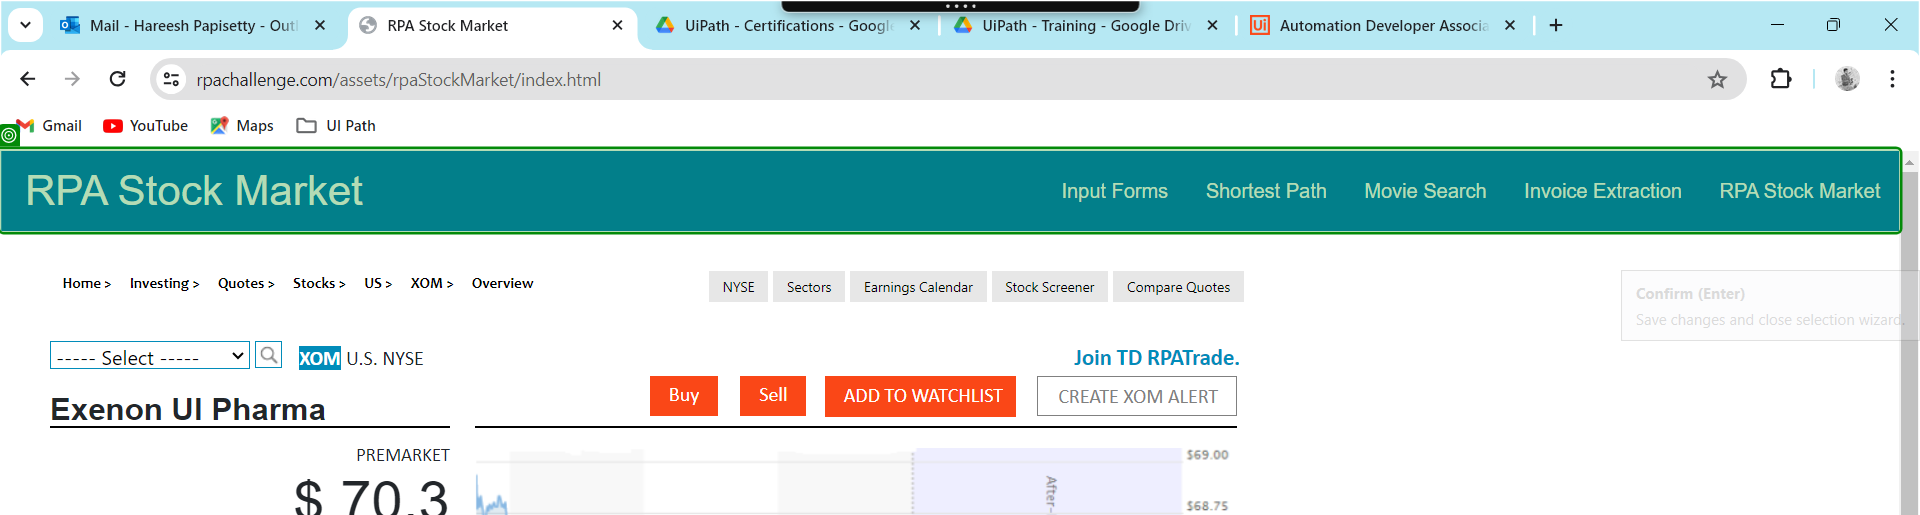 Mail - Hareesh Papisetty - Outl
RPA Stock Market
UiPath - Certifications - Google
UiPath - Training - Google Driv
Ui Automation Developer Associa
rpachallenge.com/assets/rpaStockMarket/index.html
Gmail YouTube Maps UI Path
RPA Stock Market
Input Forms Shortest Path Movie Search Invoice Extraction RPA Stock Market
Home > Investing > Quotes > Stocks > US > XOM > Overview
NYSE Sectors Earnings Calendar Stock Screener Compare Quotes
Confirm (Enter)
Save changes and close selection wizard.
----- Select ----- XOM U.S. NYSE
Join TD RPATrade.
Buy Sell ADD TO WATCHLIST CREATE XOM ALERT
Exenon UI Pharma
PREMARKET
$ 70.3
$69.00
After-
$68.75